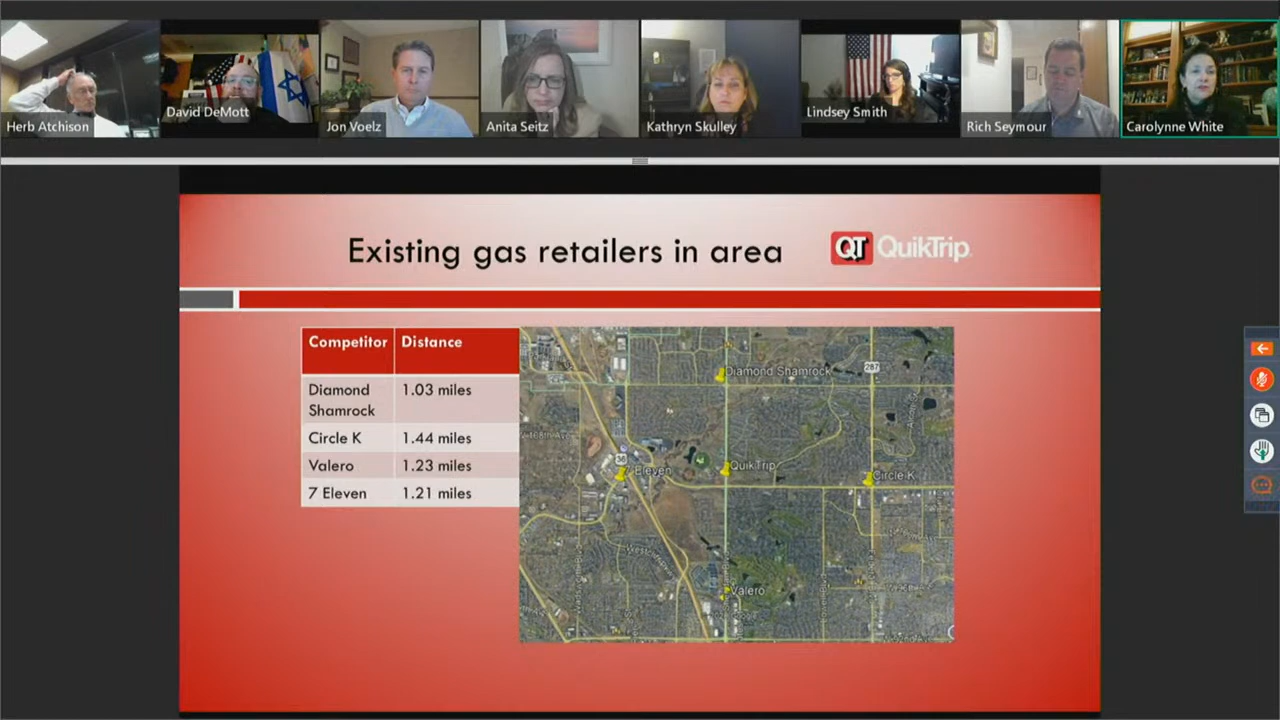 Herb Atchison
David DeMott
Jon Voelz
Anita Seitz
Kathryn Skulley
Lindsey Smith
Rich Seymour
Carolynne White
Existing gas retailers in area
QT QuikTrip
Competitor Distance
Diamond Shamrock 1.03 miles
Circle K 1.44 miles
Valero 1.23 miles
7 Eleven 1.21 miles
Diamond Shamrock
287
36
7 Eleven
QuikTrip
Circle K
Valero